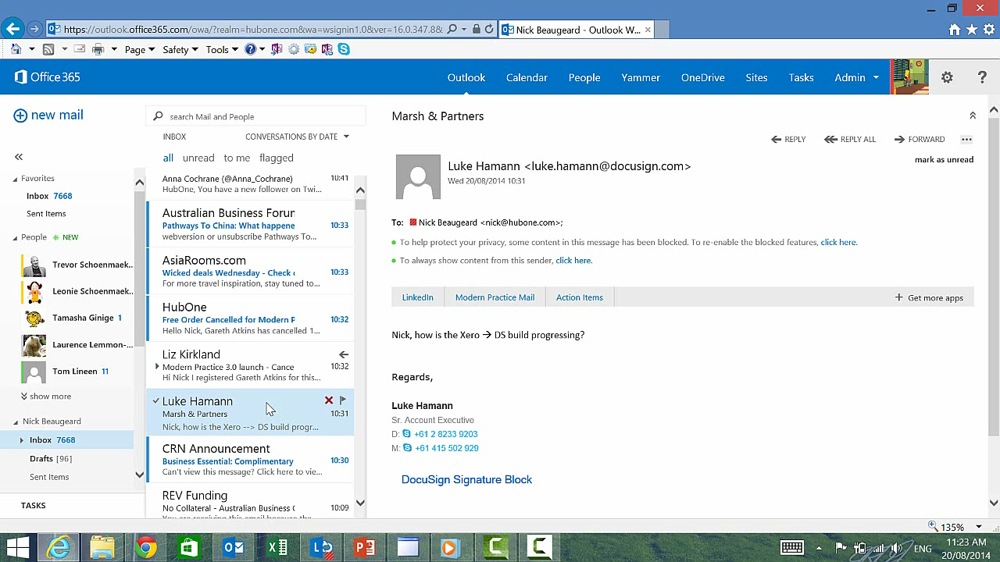 https://outlook.office365.com/owa/?realm=hubone.com&wa=wsignin1.0&ver=16.0.347.8&
Nick Beaugeard - Outlook W...
Page
Safety
Tools
Office 365
Outlook
Calendar
People
Yammer
OneDrive
Sites
Tasks
Admin
?
new mail
Favorites
Inbox 7668
Sent Items
People NEW
Trevor Schoenmaek...
Leonie Schoenmaek...
Tamasha Ginige 1
Laurence Lemmon-...
Tom Lineen 11
show more
Nick Beaugeard
Inbox 7668
Drafts [96]
Sent Items
TASKS
search Mail and People
INBOX
CONVERSATIONS BY DATE
all unread to me flagged
Anna Cochrane (@Anna_Cochrane) 10:41
HubOne, You have a new follower on Twi...
Australian Business Forur
Pathways To China: What happene 10:33
webversion or unsubscribe Pathways To...
AsiaRooms.com
Wicked deals Wednesday - Check 10:33
For more travel inspiration, stay tuned to...
HubOne
Free Order Cancelled for Modern P 10:32
Hello Nick, Gareth Atkins has cancelled 1...
Liz Kirkland
Modern Practice 3.0 launch - Cance 10:32
Hi Nick I registered Gareth Atkins for this...
Luke Hamann
Marsh & Partners 10:31
Nick, how is the Xero --> DS build progr...
CRN Announcement
Business Essential: Complimentary 10:30
Can't view this message? Click here to vie...
REV Funding
No Collateral - Australian Business 10:09
You are receiving this email because the
Marsh & Partners
REPLY
REPLY ALL
FORWARD
mark as unread
Luke Hamann <luke.hamann@docusign.com>
Wed 20/08/2014 10:31
To: Nick Beaugeard <nick@hubone.com>;
To help protect your privacy, some content in this message has been blocked. To re-enable the blocked features, click here.
To always show content from this sender, click here.
LinkedIn
Modern Practice Mail
Action Items
+ Get more apps
Nick, how is the Xero → DS build progressing?
Regards,
Luke Hamann
Sr. Account Executive
D: +61 2 8233 9203
M: +61 415 502 929
DocuSign Signature Block
135%
ENG
11:23 AM
20/08/2014